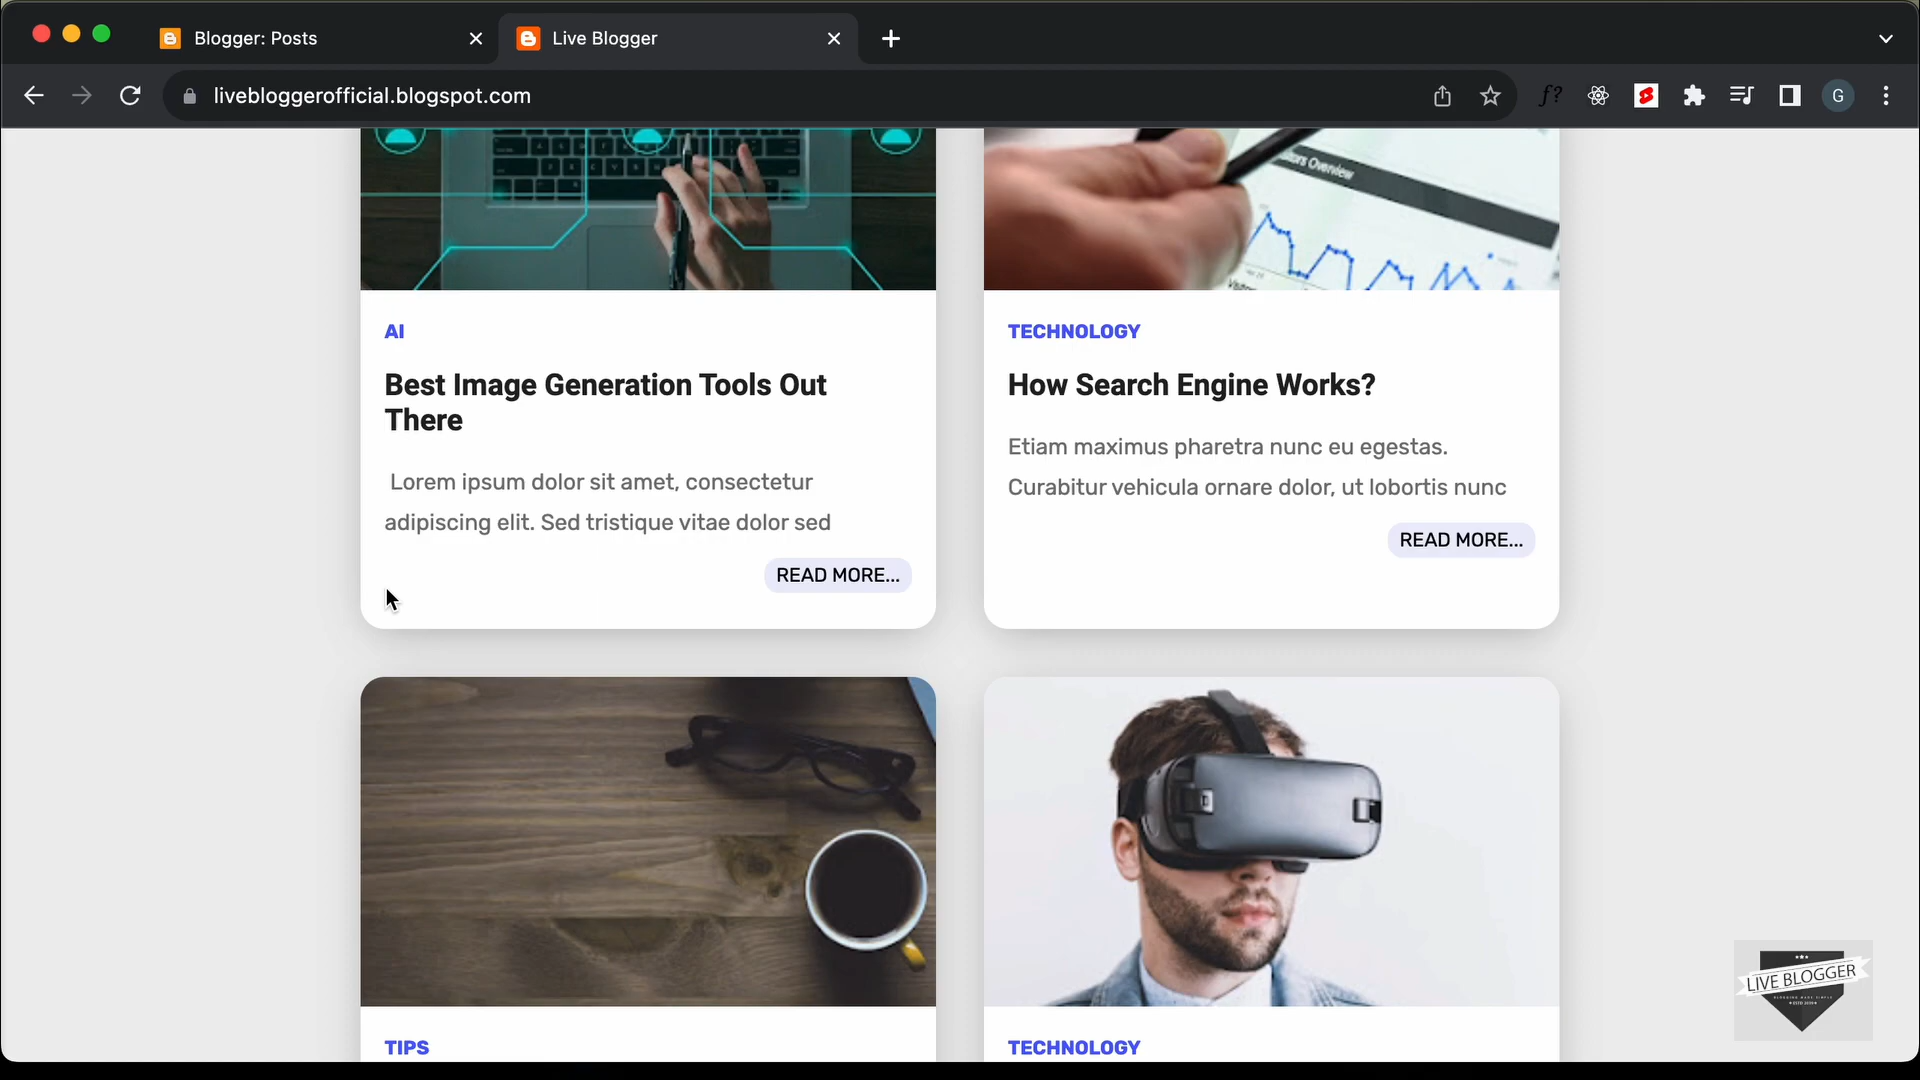 Blogger: Posts
Live Blogger
livebloggerofficial.blogspot.com
f?
G
itors Overview
AI
TECHNOLOGY
Best Image Generation Tools Out
There
How Search Engine Works?
Lorem ipsum dolor sit amet, consectetur
adipiscing elit. Sed tristique vitae dolor sed
Etiam maximus pharetra nunc eu egestas.
Curabitur vehicula ornare dolor, ut lobortis nunc
READ MORE...
READ MORE...
LIVE BLOGGER
TIPS
TECHNOLOGY